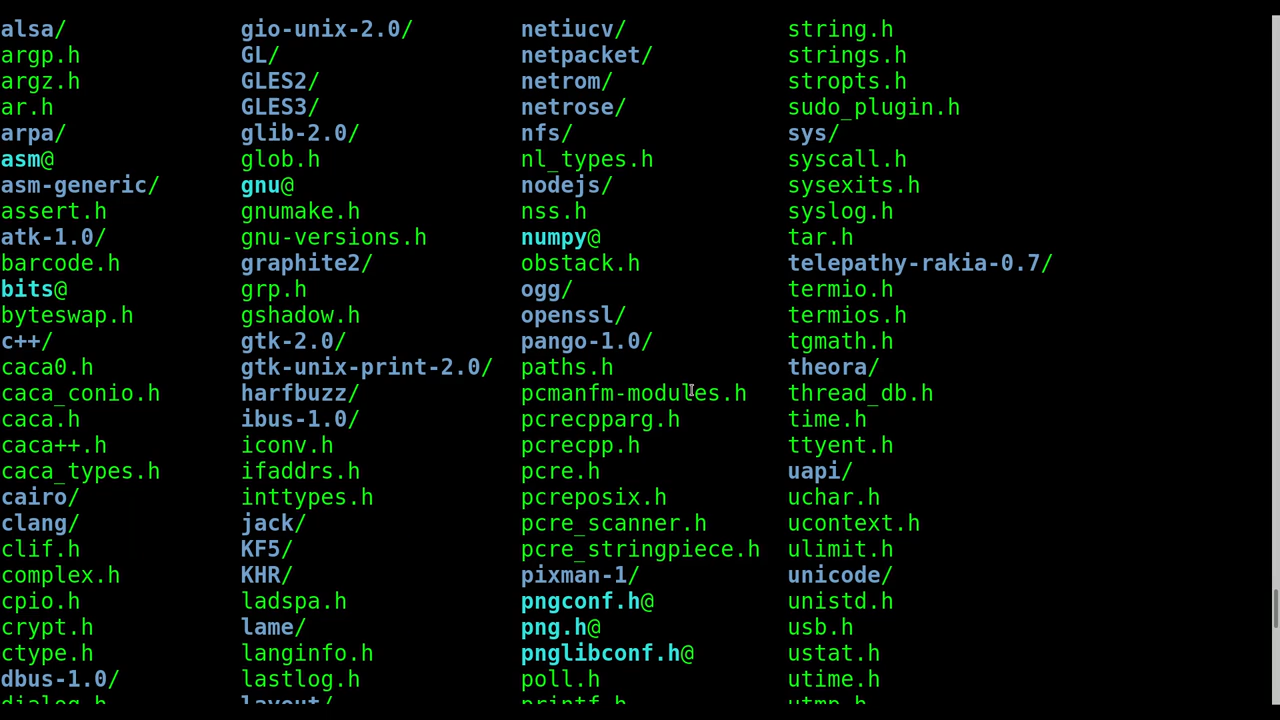 alsa/ gio-unix-2.0/ netiucv/ string.h
argp.h GL/ netpacket/ strings.h
argz.h GLES2/ netrom/ stropts.h
ar.h GLES3/ netrose/ sudo_plugin.h
arpa/ glib-2.0/ nfs/ sys/
asm@ glob.h nl_types.h syscall.h
asm-generic/ gnu@ nodejs/ sysexits.h
assert.h gnumake.h nss.h syslog.h
atk-1.0/ gnu-versions.h numpy@ tar.h
barcode.h graphite2/ obstack.h telepathy-rakia-0.7/
bits@ grp.h ogg/ termio.h
byteswap.h gshadow.h openssl/ termios.h
c++/ gtk-2.0/ pango-1.0/ tgmath.h
caca0.h gtk-unix-print-2.0/ paths.h theora/
caca_conio.h harfbuzz/ pcmanfm-modules.h thread_db.h
caca.h ibus-1.0/ pcrecpparg.h time.h
caca++.h iconv.h pcrecpp.h ttyent.h
caca_types.h ifaddrs.h pcre.h uapi/
cairo/ inttypes.h pcreposix.h uchar.h
clang/ jack/ pcre_scanner.h ucontext.h
clif.h KF5/ pcre_stringpiece.h ulimit.h
complex.h KHR/ pixman-1/ unicode/
cpio.h ladspa.h pngconf.h@ unistd.h
crypt.h lame/ png.h@ usb.h
ctype.h langinfo.h pnglibconf.h@ ustat.h
dbus-1.0/ lastlog.h poll.h utime.h
dialog.h layout/ printf.h utmp.h